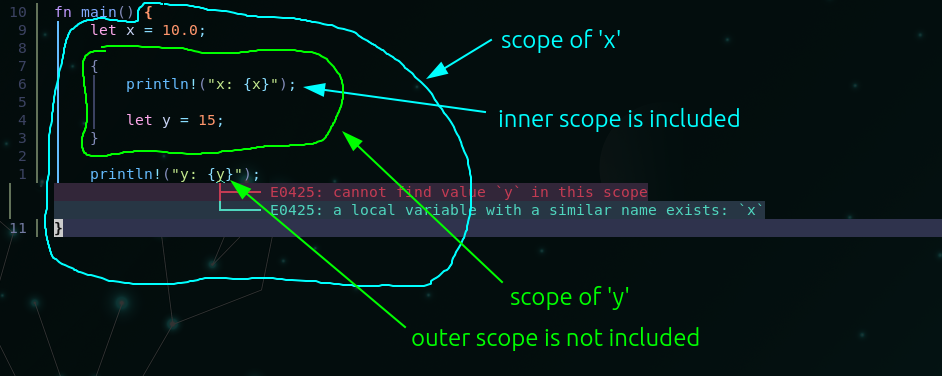 10 fn main() {
9 let x = 10.0;
8
7 {
6 println!("x: {x}");
5
4 let y = 15;
3 }
2
1 println!("y: {y}");
E0425: cannot find value `y` in this scope
E0425: a local variable with a similar name exists: `x`
11 }
scope of 'x'
inner scope is included
scope of 'y'
outer scope is not included